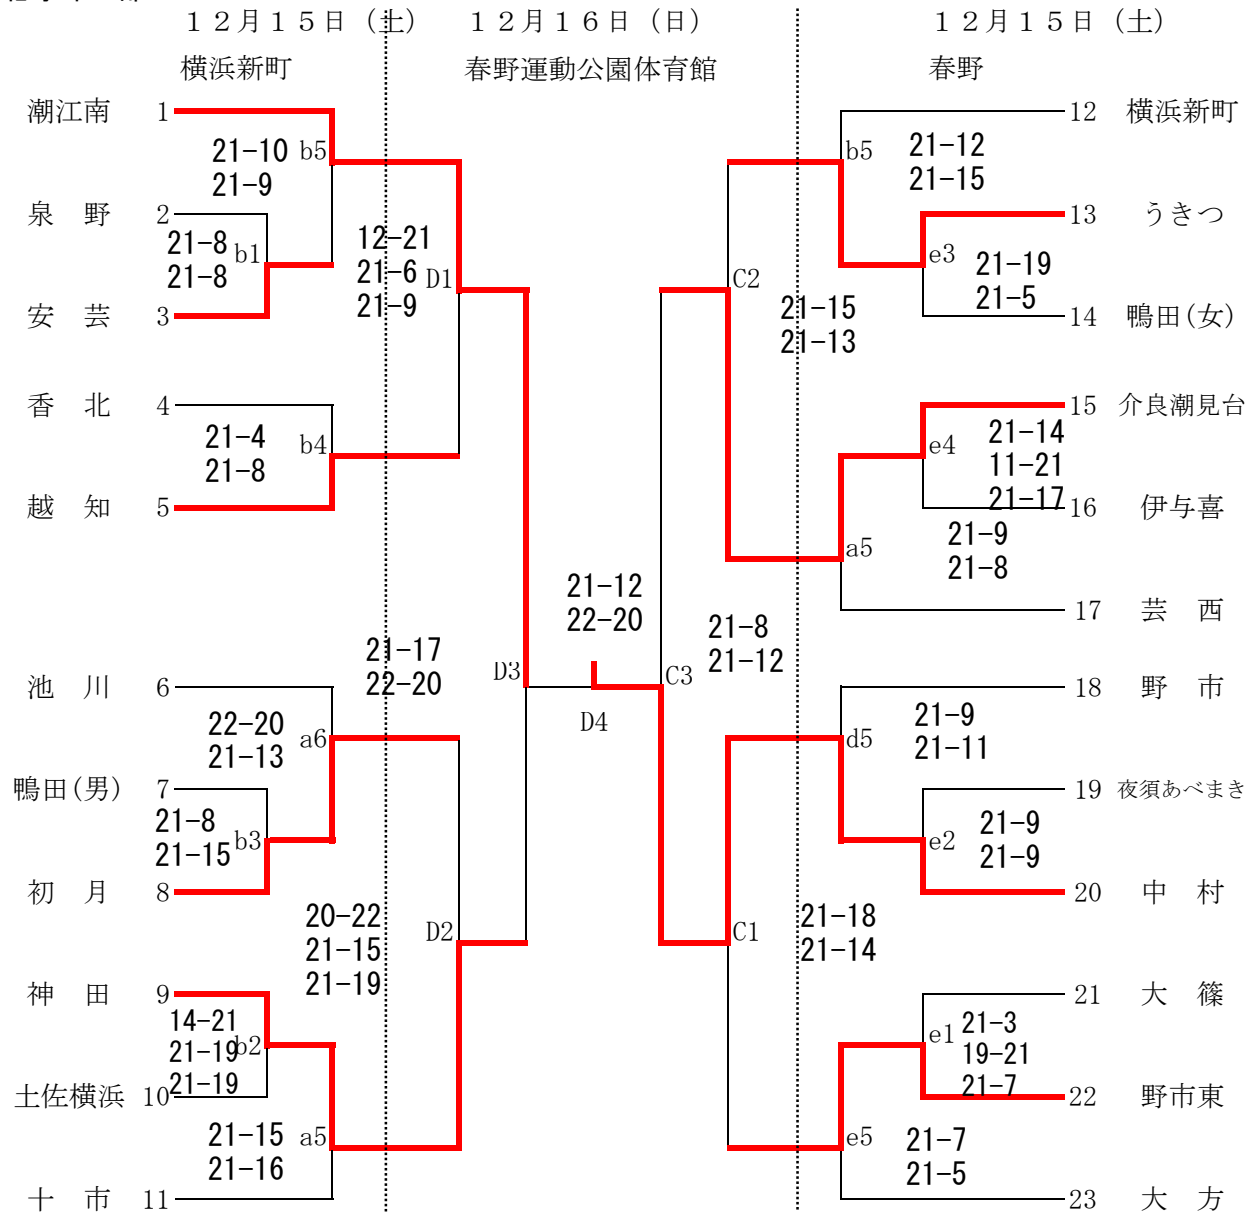 １２月１５日（土） １２月１６日（日） １２月１５日（土）
横浜新町 春野運動公園体育館 春野
潮江南 1
b5
21-10
21-9
泉　野 2
b1
21-8
21-8
安　芸 3
12-21
21-6
21-9
D1
香　北 4
b4
21-4
21-8
越　知 5
池　川 6
a6
22-20
21-13
21-17
22-20
D3
鴨田(男) 7
b3
21-8
21-15
初　月 8
20-22
21-15
21-19
D2
神　田 9
b2
14-21
21-19
21-19
土佐横浜 10
a5
21-15
21-16
十　市 11
21-12
22-20
D4
12 横浜新町
b5
21-12
21-15
13 うきつ
e3
21-19
21-5
14 鴨田(女)
C2
21-15
21-13
15 介良潮見台
e4
21-14
11-21
21-17
16 伊与喜
a5
21-9
21-8
17 芸　西
21-8
21-12
C3
18 野　市
d5
21-9
21-11
19 夜須あべまき
e2
21-9
21-9
20 中　村
C1
21-18
21-14
21 大　篠
e1
21-3
19-21
21-7
22 野市東
e5
21-7
21-5
23 大　方